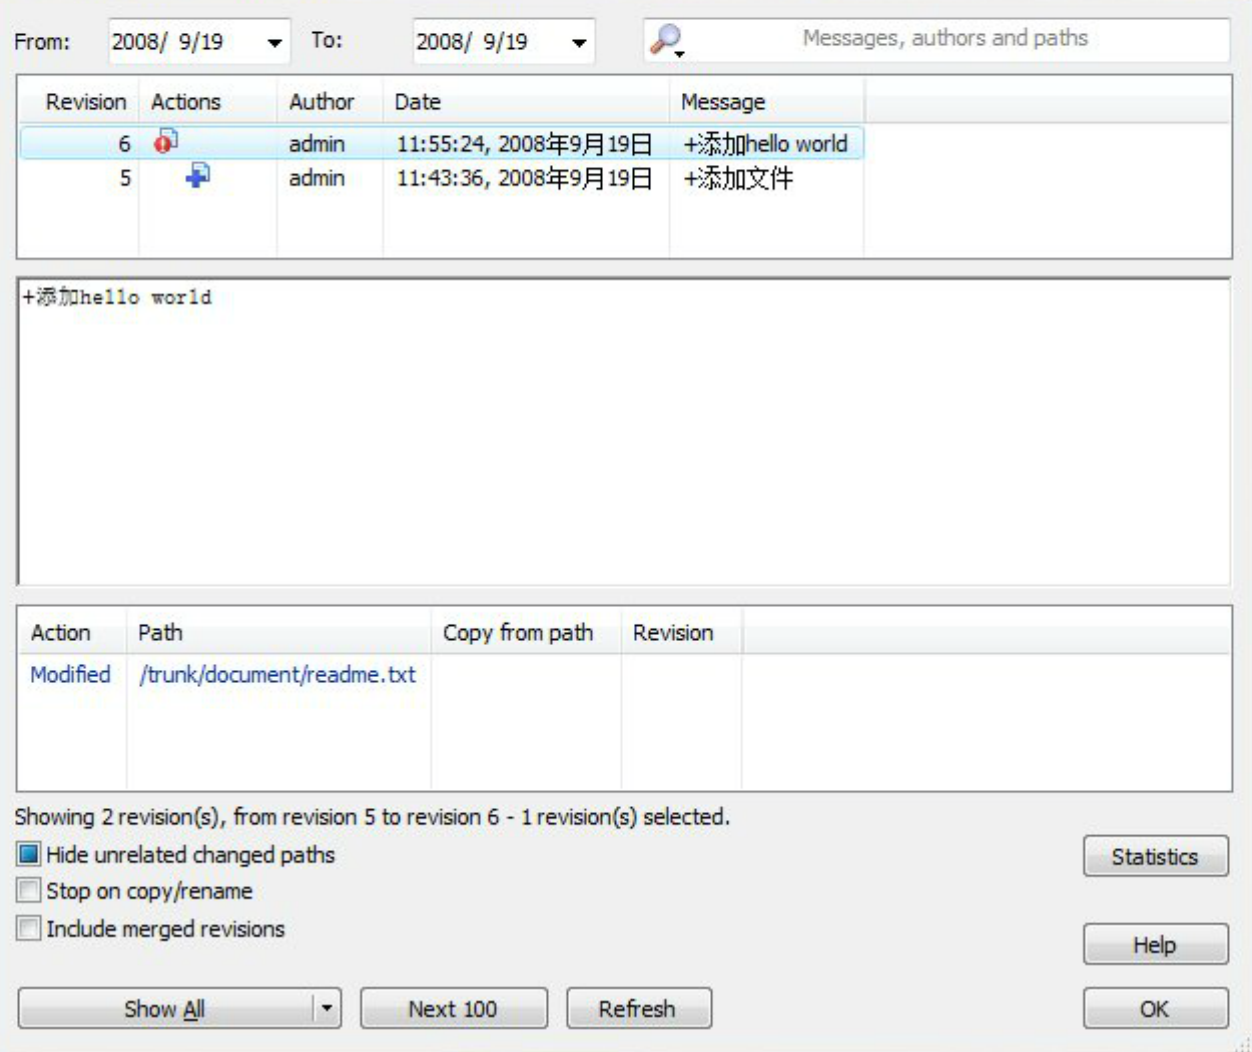 From: 2008/ 9/19 To: 2008/ 9/19 Messages, authors and paths
Revision Actions Author Date Message
6 admin 11:55:24, 2008年9月19日 +添加hello world
5 admin 11:43:36, 2008年9月19日 +添加文件
+添加hello world
Action Path Copy from path Revision
Modified /trunk/document/readme.txt
Showing 2 revision(s), from revision 5 to revision 6 - 1 revision(s) selected.
Hide unrelated changed paths
Statistics
Stop on copy/rename
Include merged revisions
Help
Show All Next 100 Refresh OK